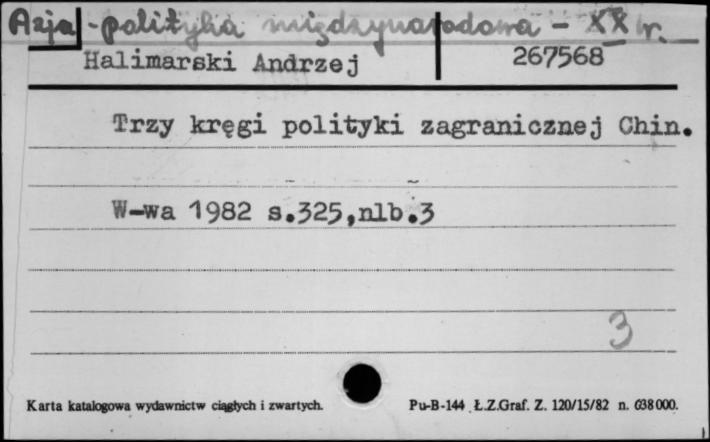 Azja - polityka międzynarodowa - XX w.
Halimarski Andrzej 267568
Trzy kręgi polityki zagranicznej Chin.
W-wa 1982 s.325,nlb.3
3
Karta katalogowa wydawnictw ciągłych i zwartych. Pu-B-144 Ł.Z.Graf. Z. 120/15/82 n. 638000.